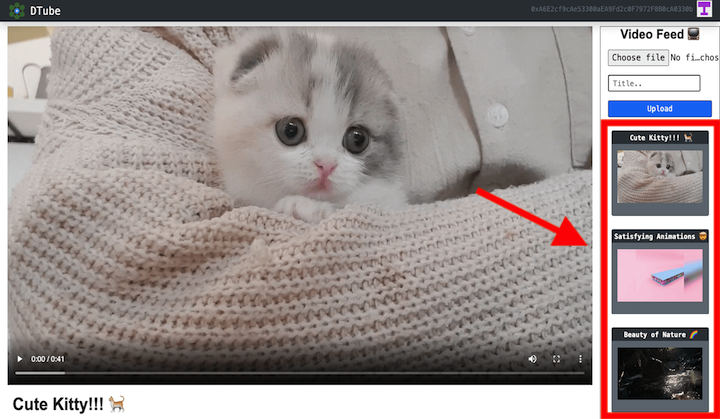 DTube
0xA6E2cf9cAe53300aEA9Fd2c0F7972F880cA0330b
Video Feed
Choose file No fi…chos
Title..
Upload
Cute Kitty!!!
Satisfying Animations
Beauty of Nature
0:00 / 0:41
Cute Kitty!!!